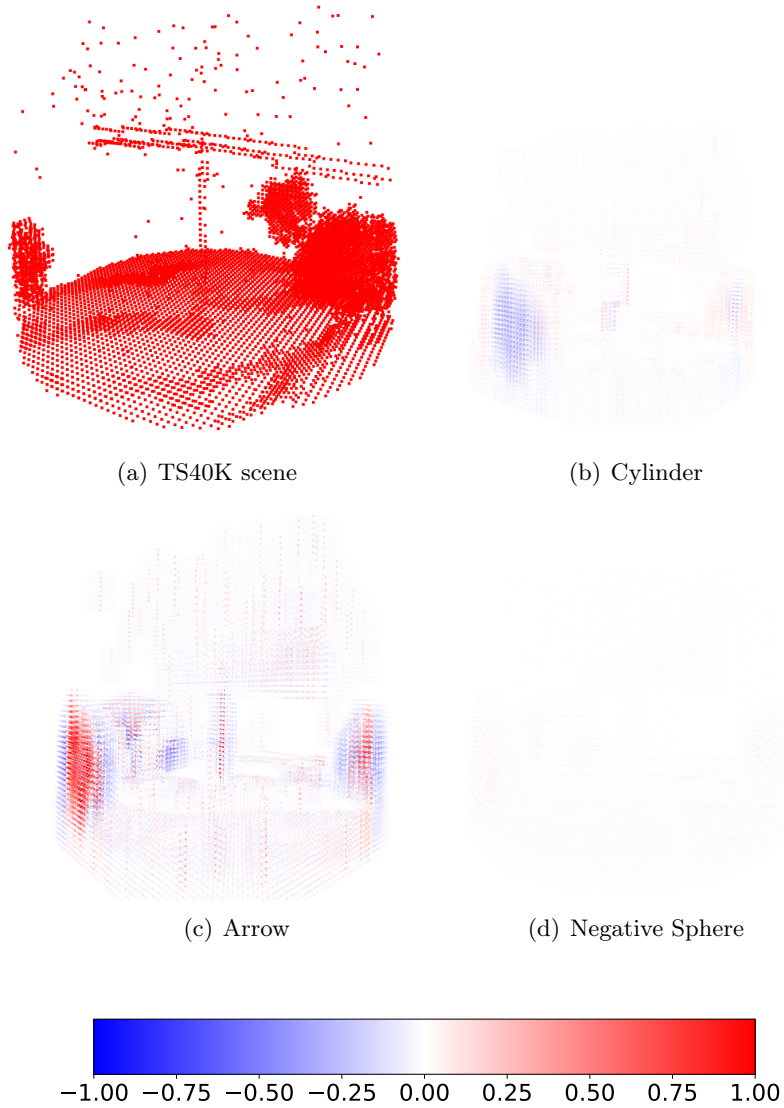 (a) TS40K scene
(b) Cylinder
(c) Arrow
(d) Negative Sphere
−1.00 −0.75 −0.50 −0.25 0.00 0.25 0.50 0.75 1.00